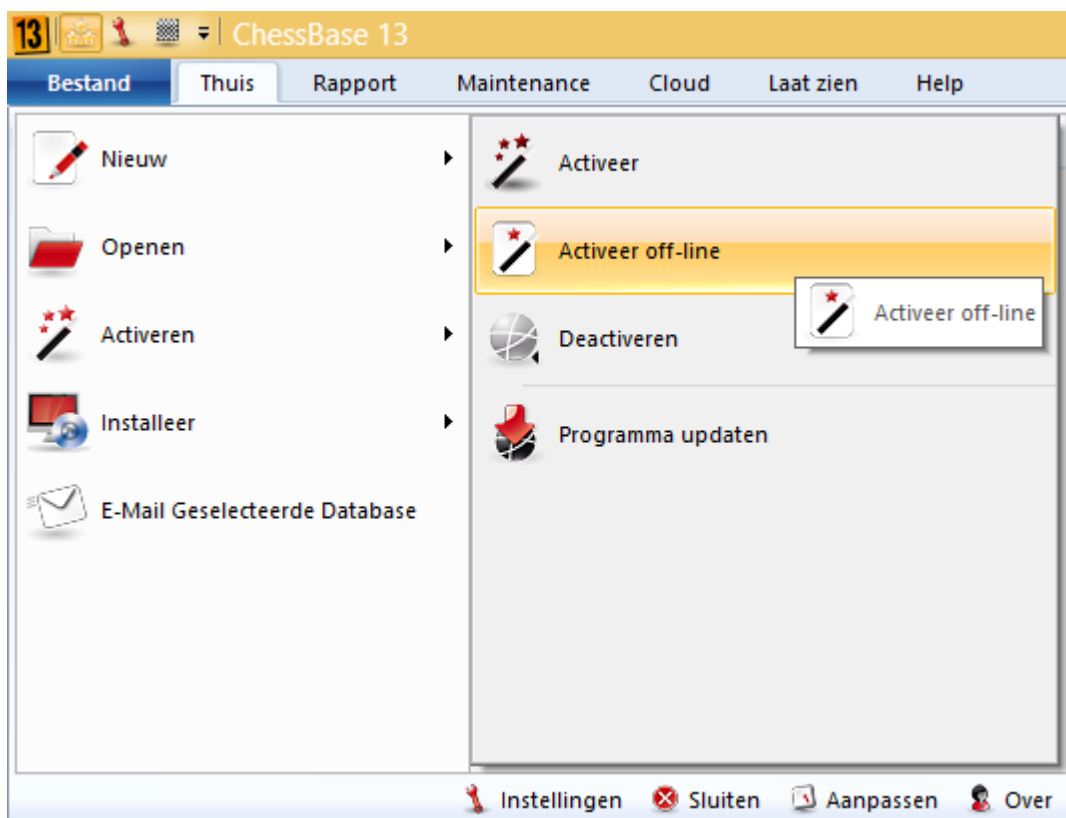 13 ChessBase 13
Bestand Thuis Rapport Maintenance Cloud Laat zien Help
Nieuw
Openen
Activeren
Installeer
E-Mail Geselecteerde Database
Activeer
Activeer off-line
Activeer off-line
Deactiveren
Programma updaten
Instellingen Sluiten Aanpassen Over